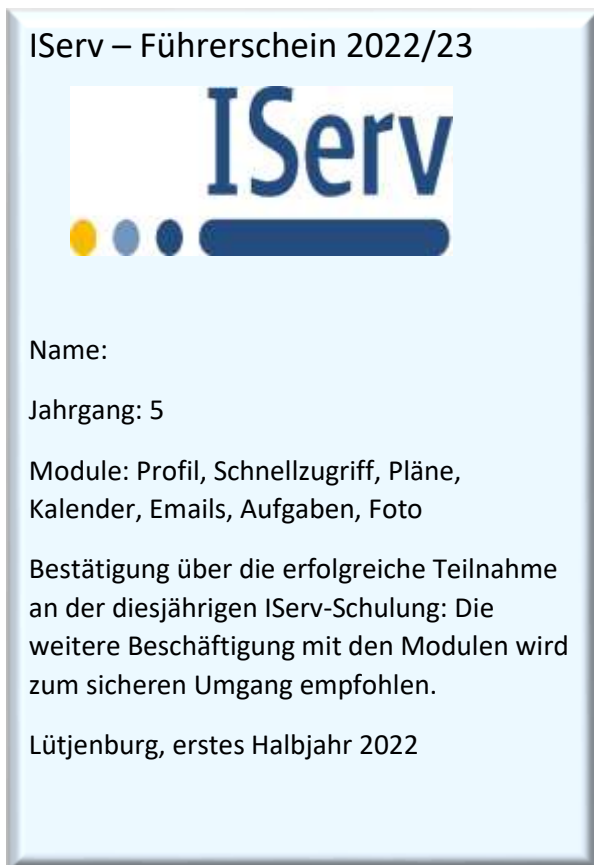 IServ – Führerschein 2022/23
IServ
Name:
Jahrgang: 5
Module: Profil, Schnellzugriff, Pläne,
Kalender, Emails, Aufgaben, Foto
Bestätigung über die erfolgreiche Teilnahme
an der diesjährigen IServ-Schulung: Die
weitere Beschäftigung mit den Modulen wird
zum sicheren Umgang empfohlen.
Lütjenburg, erstes Halbjahr 2022